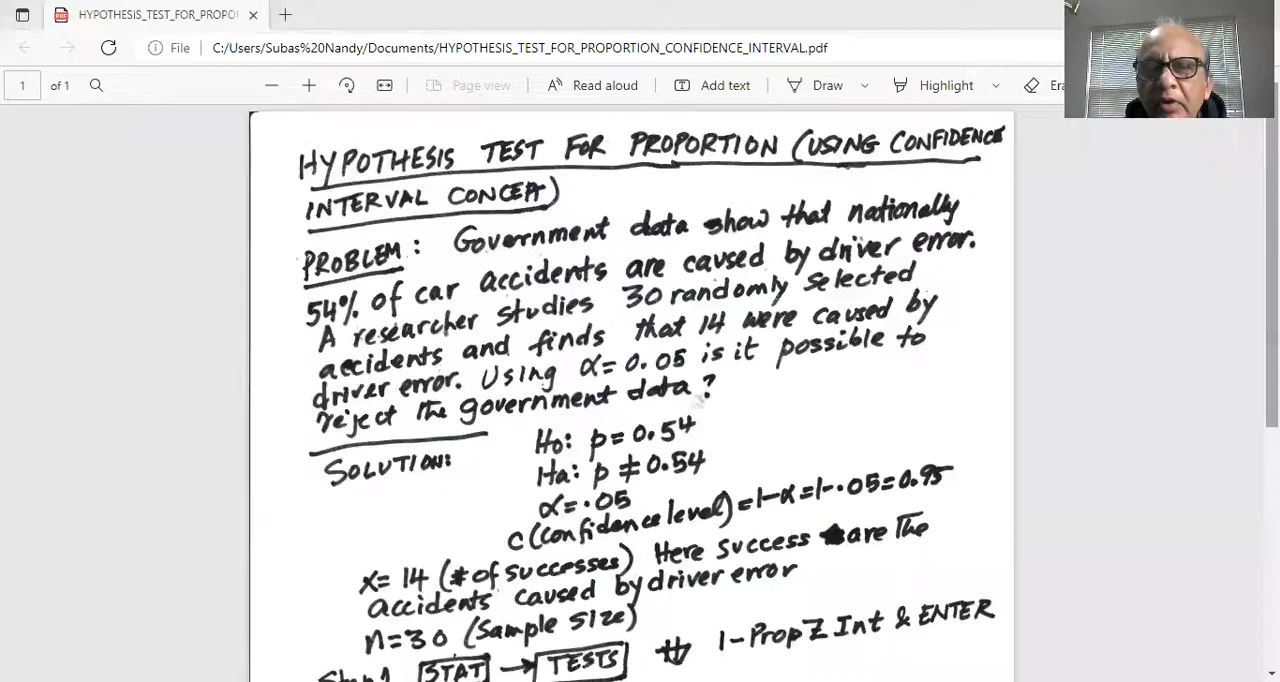 HYPOTHESIS_TEST_FOR_PROPO
File
C:/Users/Subas%20Nandy/Documents/HYPOTHESIS_TEST_FOR_PROPORTION_CONFIDENCE_INTERVAL.pdf
1 of 1 Page view Read aloud Add text Draw Highlight Era
HYPOTHESIS TEST FOR PROPORTION (USING CONFIDENCE
INTERVAL CONCEPT)
PROBLEM: Government data show that nationally
54% of car accidents are caused by driver error.
A researcher studies 30 randomly selected
accidents and finds that 14 were caused by
driver error. Using α=0.05 is it possible to
reject the government data?
SOLUTION:
Ho: p=0.54
Ha: p≠0.54
α=.05
c(confidence level)=1-α=1-.05=0.95
x=14 (# of successes) Here success are the
accidents caused by driver error
n=30 (Sample size)
Step1 STAT → TESTS 1-PropZInt & ENTER